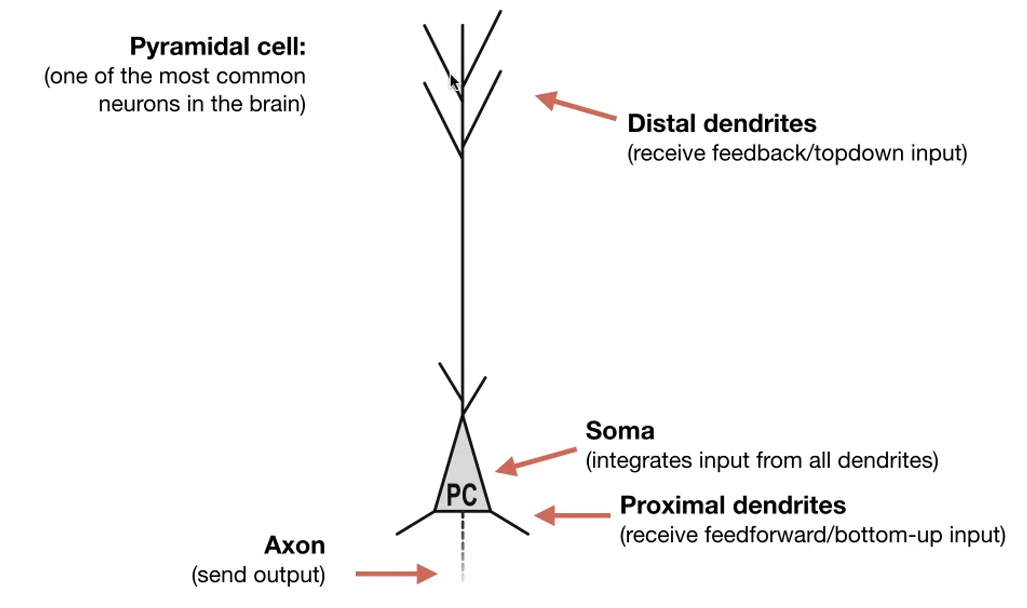 Pyramidal cell:
(one of the most common
neurons in the brain)
Distal dendrites
(receive feedback/topdown input)
Soma
(integrates input from all dendrites)
PC
Proximal dendrites
(receive feedforward/bottom-up input)
Axon
(send output)